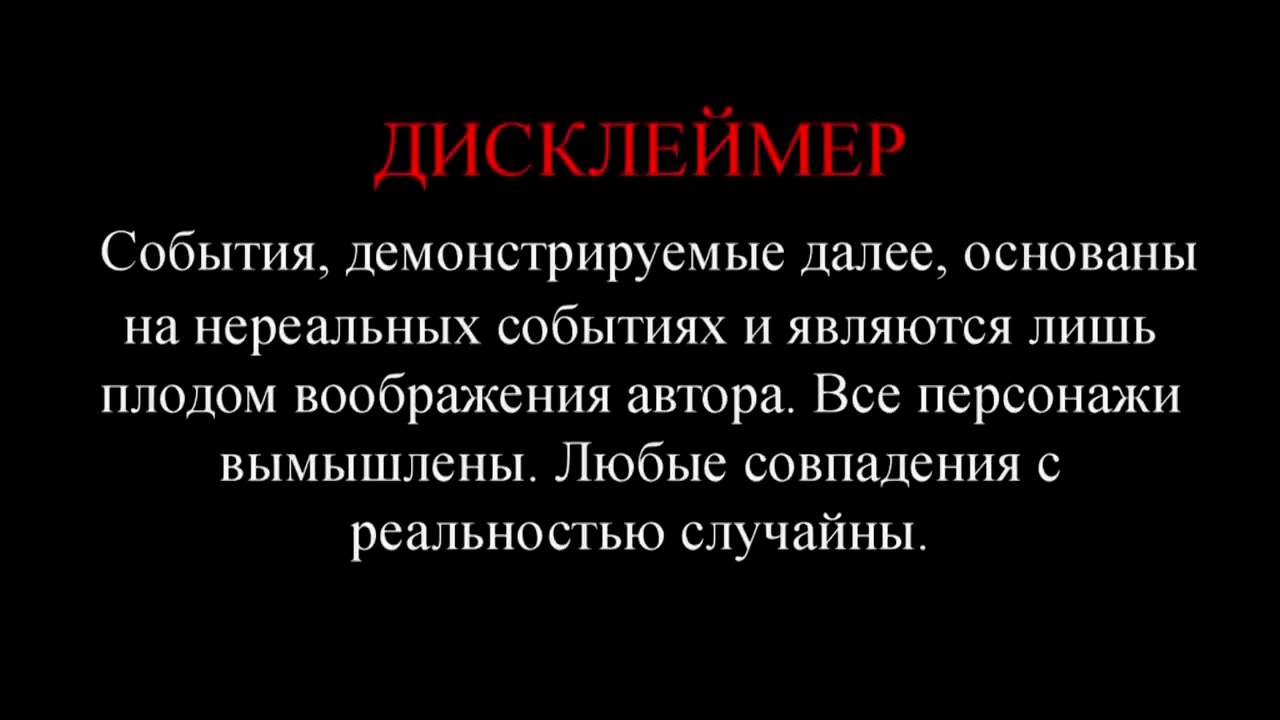 ДИСКЛЕЙМЕР
События, демонстрируемые далее, основаны
на нереальных событиях и являются лишь
плодом воображения автора. Все персонажи
вымышлены. Любые совпадения с
реальностью случайны.